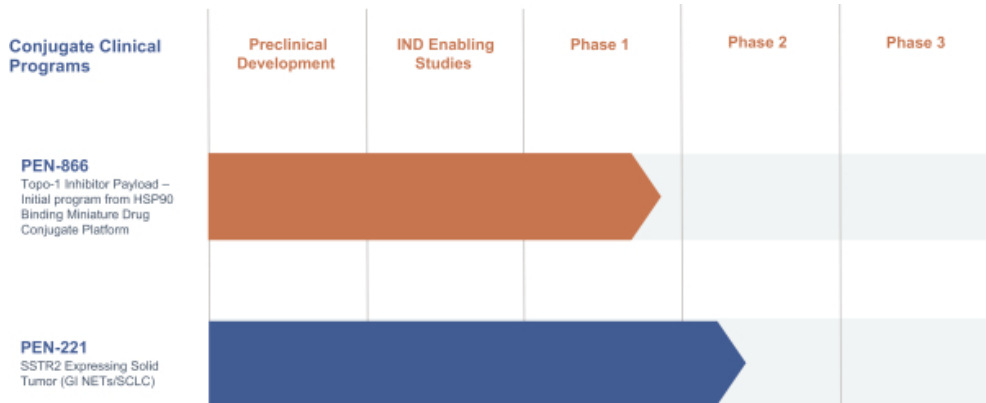 Conjugate Clinical
Programs
Preclinical
Development
IND Enabling
Studies
Phase 1
Phase 2
Phase 3
PEN-866
Topo-1 Inhibitor Payload –
Initial program from HSP90
Binding Miniature Drug
Conjugate Platform
PEN-221
SSTR2 Expressing Solid
Tumor (GI NETs/SCLC)